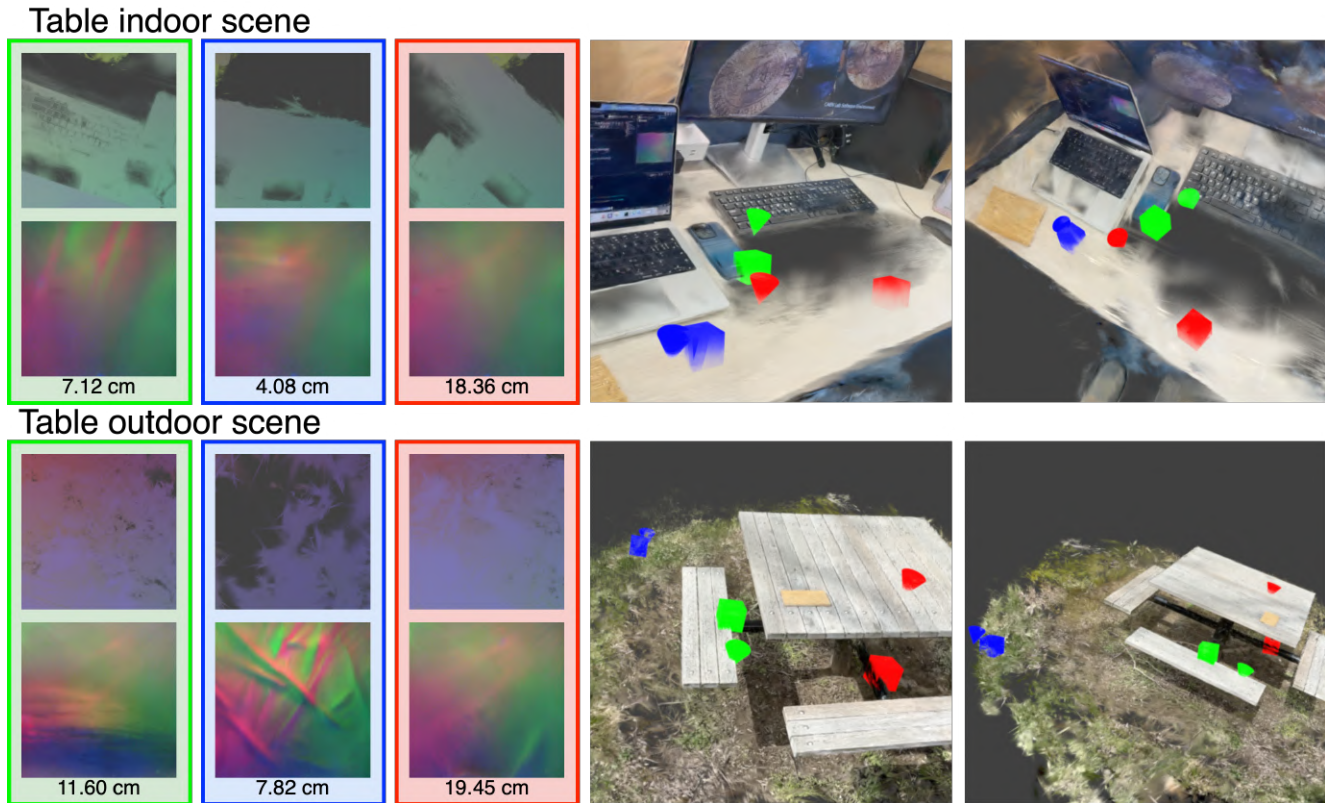 Table indoor scene
7.12 cm
4.08 cm
18.36 cm
Table outdoor scene
11.60 cm
7.82 cm
19.45 cm